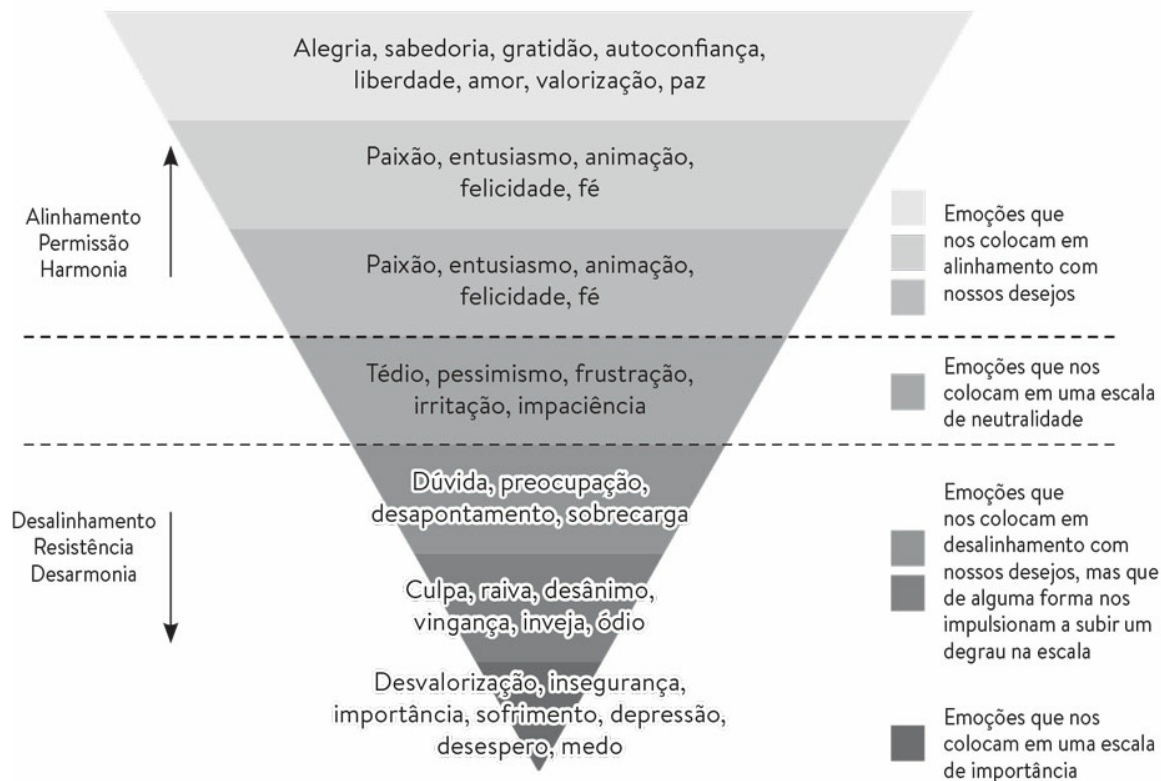 Alegria, sabedoria, gratidão, autoconfiança,
liberdade, amor, valorização, paz
Paixão, entusiasmo, animação,
felicidade, fé
Alinhamento
Permissão
Harmonia
Paixão, entusiasmo, animação,
felicidade, fé
Emoções que
nos colocam em
alinhamento com
nossos desejos
Tédio, pessimismo, frustração,
irritação, impaciência
Emoções que nos
colocam em uma escala
de neutralidade
Dúvida, preocupação,
desapontamento, sobrecarga
Desalinhamento
Resistência
Desarmonia
Culpa, raiva, desânimo,
vingança, inveja, ódio
Emoções que
nos colocam em
desalinhamento com
nossos desejos, mas que
de alguma forma nos
impulsionam a subir um
degrau na escala
Desvalorização, insegurança,
importância, sofrimento, depressão,
desespero, medo
Emoções que nos
colocam em uma escala
de importância